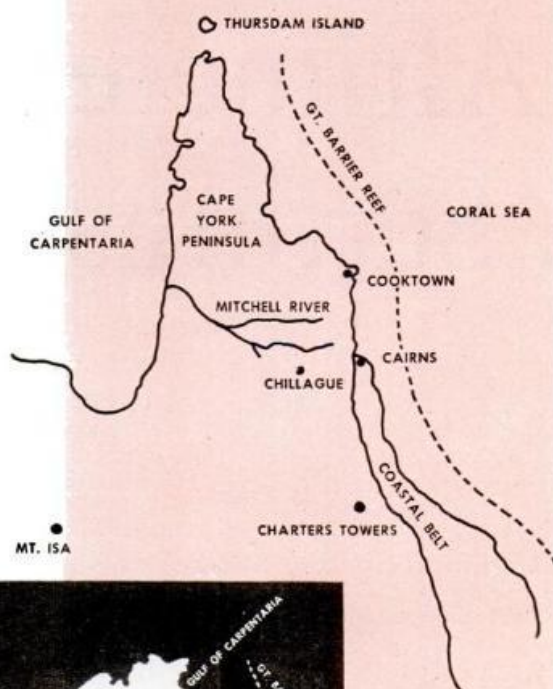 THURSDAM ISLAND
GT. BARRIER REEF
CAPE
YORK
PENINSULA
GULF OF
CARPENTARIA
CORAL SEA
COOKTOWN
MITCHELL RIVER
CAIRNS
CHILLAGUE
COASTAL BELT
CHARTERS TOWERS
MT. ISA
GULF OF CARPENTARIA
GT.